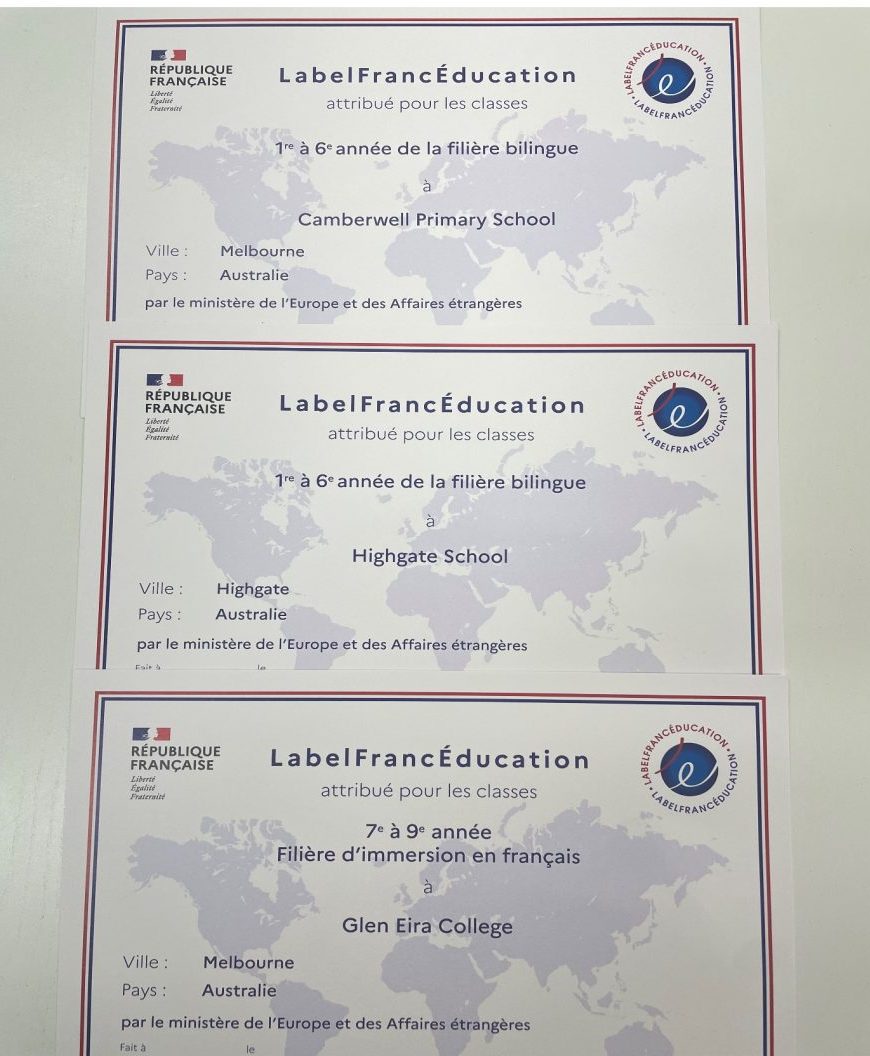 RÉPUBLIQUE
FRANÇAISE
Liberté
Égalité
Fraternité
LabelFrancÉducation
attribué pour les classes
LABELFRANCÉDUCATION • LABELFRANCÉDUCATION •
e
1re à 6e année de la filière bilingue
à
Camberwell Primary School
Ville : Melbourne
Pays : Australie
par le ministère de l'Europe et des Affaires étrangères
RÉPUBLIQUE
FRANÇAISE
Liberté
Égalité
Fraternité
LabelFrancÉducation
attribué pour les classes
LABELFRANCÉDUCATION • LABELFRANCÉDUCATION •
e
1re à 6e année de la filière bilingue
à
Highgate School
Ville : Highgate
Pays : Australie
par le ministère de l'Europe et des Affaires étrangères
Fait à le
RÉPUBLIQUE
FRANÇAISE
Liberté
Égalité
Fraternité
LabelFrancÉducation
attribué pour les classes
LABELFRANCÉDUCATION • LABELFRANCÉDUCATION •
e
7e à 9e année
Filière d'immersion en français
à
Glen Eira College
Ville : Melbourne
Pays : Australie
par le ministère de l'Europe et des Affaires étrangères
Fait à le